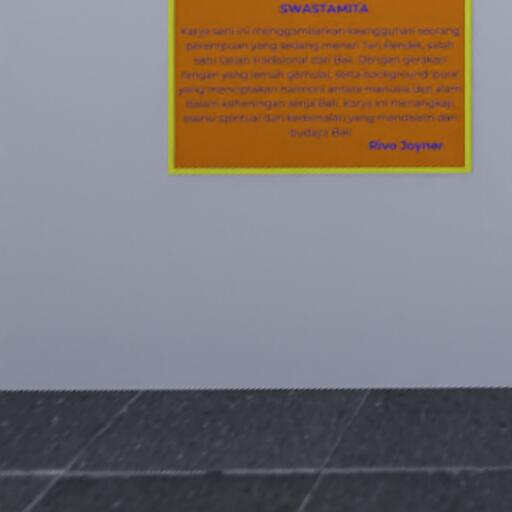 SWASTAMITA
Karya seni ini menggambarkan keanggunan seorang
perempuan yang sedang menari Tari Pendet, salah
satu tarian tradisional dari Bali. Dengan gerakan
tangan yang lemah gemulai, serta background 'pura'
yang menciptakan harmoni antara manusia dan alam
dalam keheningan senja Bali. Karya ini menangkap
esensi spiritual dan kedamaian yang mendalam dari
budaya Bali
Riva Joyner